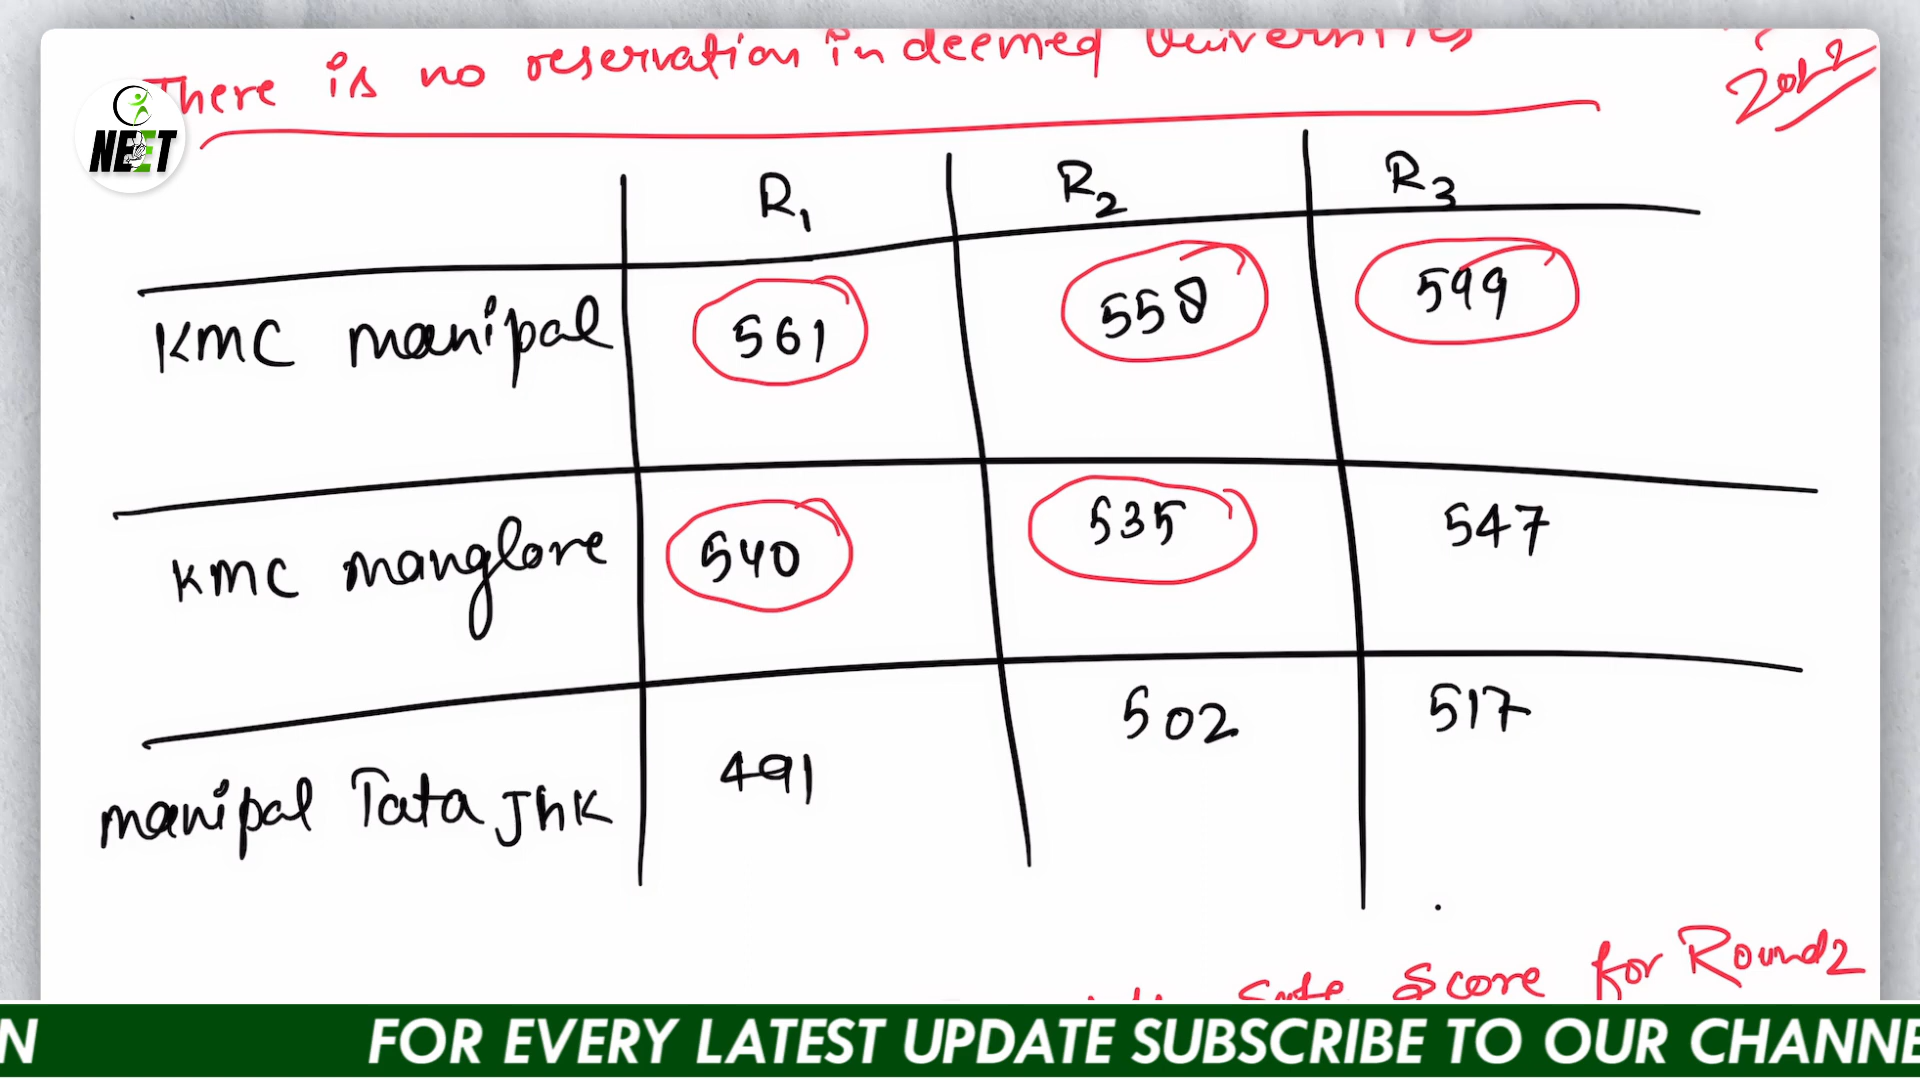 There is no reservation in deemed Universities
2022
NEET
R1 R2 R3
KMC manipal 561 558 599
KMC manglore 540 535 547
manipal Tata Jhk 491 502 517
Safe Score for Round2
N FOR EVERY LATEST UPDATE SUBSCRIBE TO OUR CHANNE